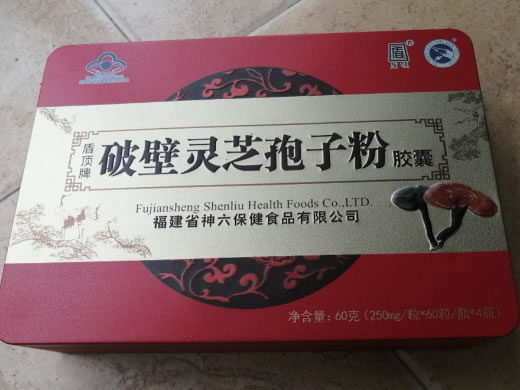 盾
盾顶牌
破壁灵芝孢子粉胶囊
Fujiansheng Shenliu Health Foods Co.,LTD.
福建省神六保健食品有限公司
净含量：60克(250mg/粒*60粒/瓶*4瓶)